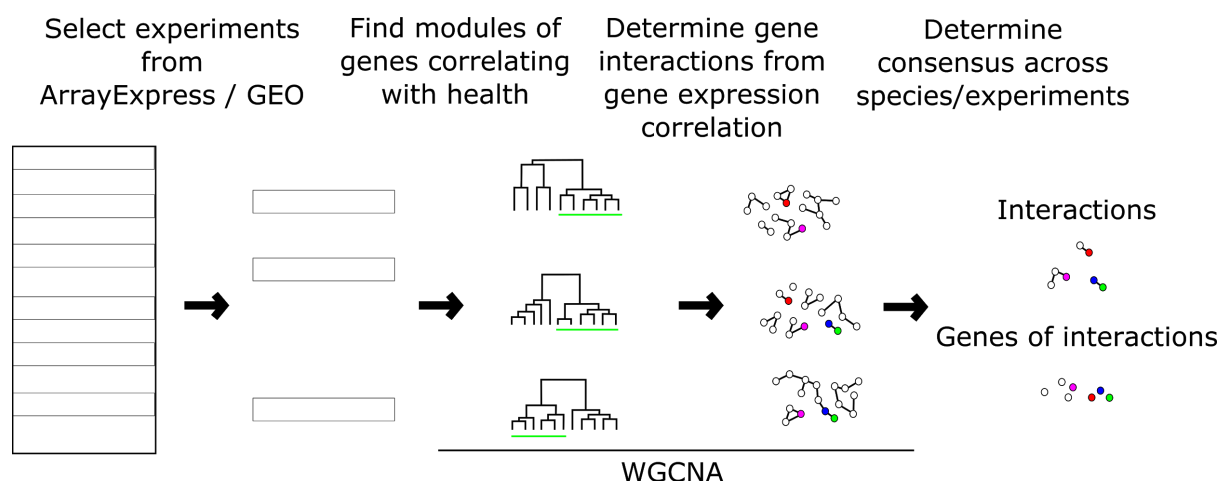 Select experiments
from
ArrayExpress / GEO
Find modules of
genes correlating
with health
Determine gene
interactions from
gene expression
correlation
Determine
consensus across
species/experiments
Interactions
Genes of interactions
WGCNA